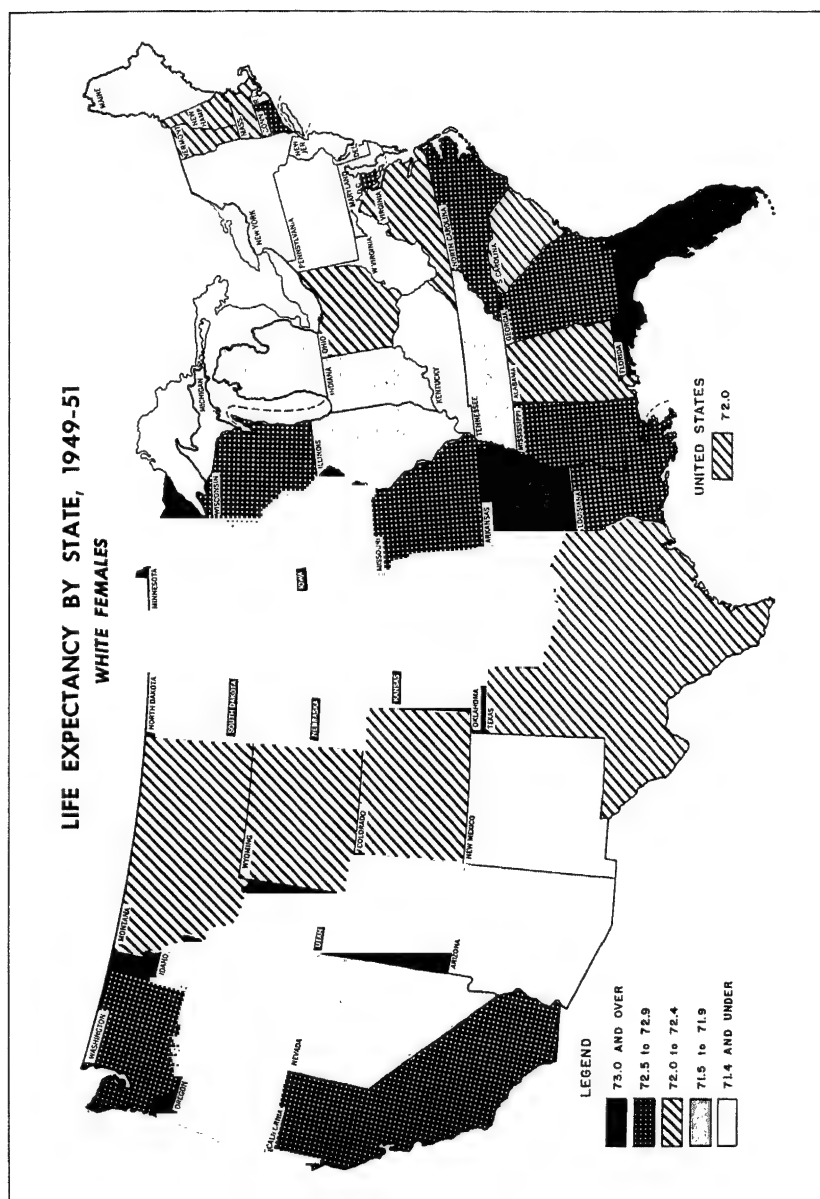 LIFE EXPECTANCY BY STATE, 1949-51
WHITE FEMALES
WASHINGTON
MONTANA
NORTH DAKOTA
MINNESOTA
MICHIGAN
MAINE
VERMONT
NEW HAMP.
MASS.
CONN.
OREGON
IDAHO
WYOMING
SOUTH DAKOTA
WISCONSIN
NEW YORK
NEW JER.
PENNSYLVANIA
CALIFORNIA
NEVADA
UTAH
COLORADO
NEBRASKA
IOWA
ILLINOIS
INDIANA
OHIO
W VIRGINIA
MARYLAND
DEL.
D.C.
VIRGINIA
KANSAS
MISSOURI
KENTUCKY
ARIZONA
NEW MEXICO
OKLAHOMA
TEXAS
ARKANSAS
TENNESSEE
NORTH CAROLINA
S CAROLINA
LOUISIANA
MISSISSIPPI
ALABAMA
GEORGIA
FLORIDA
LEGEND
73.0 AND OVER
72.5 to 72.9
72.0 to 72.4
71.5 to 71.9
71.4 AND UNDER
UNITED STATES
72.0